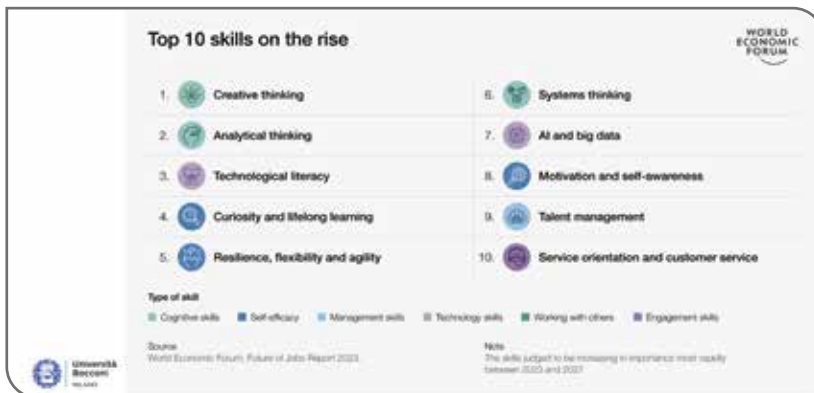 Top 10 skills on the rise
WORLD
ECONOMIC
FORUM
1. Creative thinking
2. Analytical thinking
3. Technological literacy
4. Curiosity and lifelong learning
5. Resilience, flexibility and agility
6. Systems thinking
7. AI and big data
8. Motivation and self-awareness
9. Talent management
10. Service orientation and customer service
Type of skill
Cognitive skills Self-efficacy Management skills Technology skills Working with others Engagement skills
Source
World Economic Forum, Future of Jobs Report 2023.
Note
The skills judged to be increasing in importance most rapidly
between 2023 and 2027
Università
Bocconi
MILANO